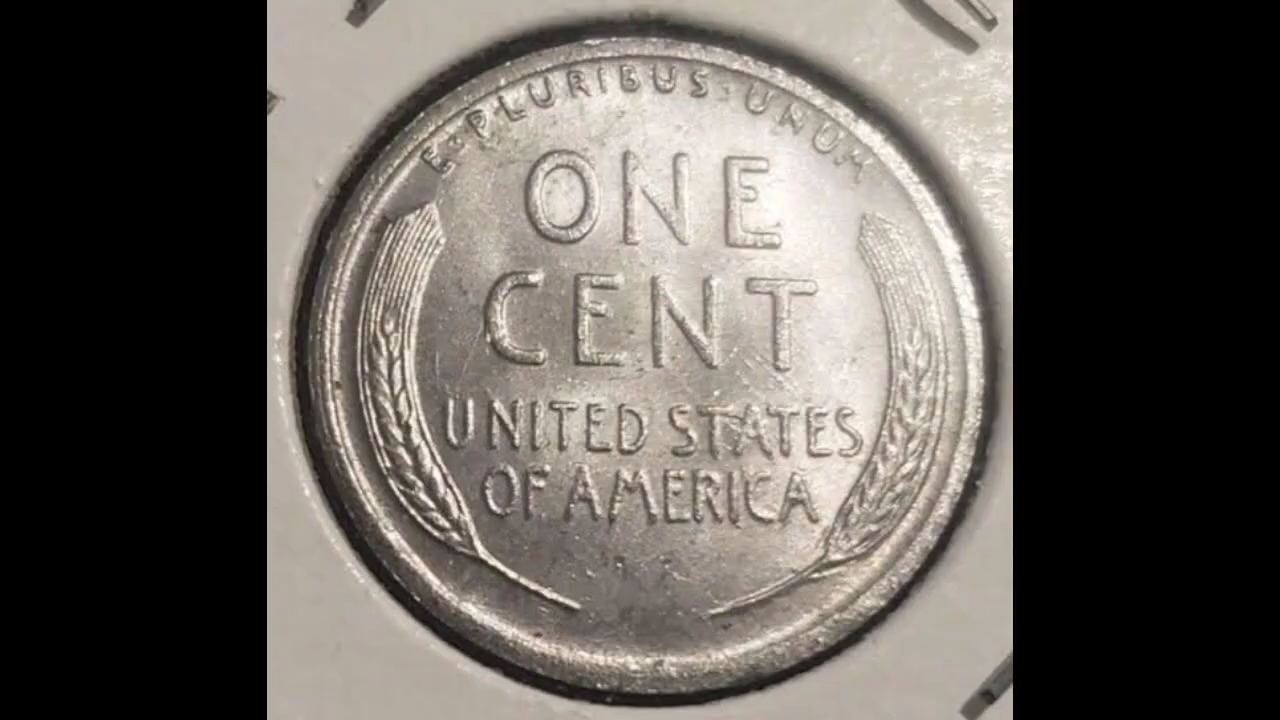 E·PLURIBUS·UNUM
ONE
CENT
UNITED STATES
OF AMERICA